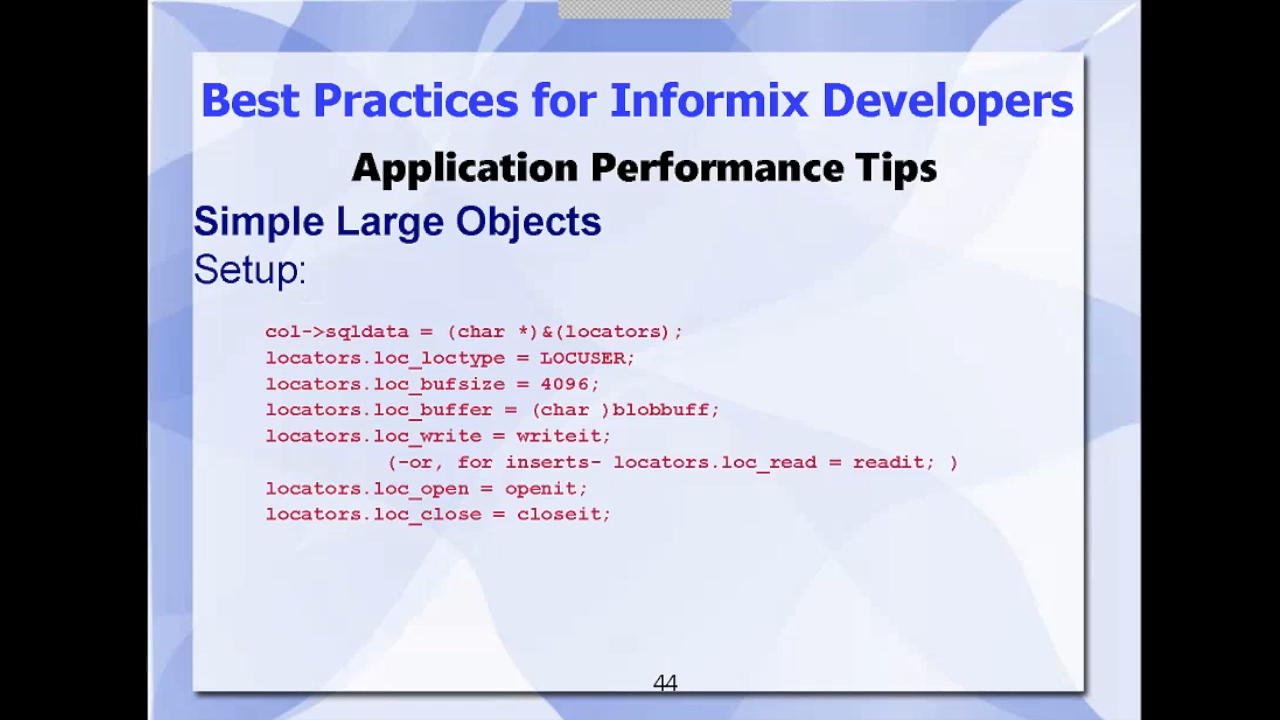 Best Practices for Informix Developers
Application Performance Tips
Simple Large Objects
Setup:
col->sqldata = (char *)&(locators);
locators.loc_loctype = LOCUSER;
locators.loc_bufsize = 4096;
locators.loc_buffer = (char )blobbuff;
locators.loc_write = writeit;
(-or, for inserts- locators.loc_read = readit; )
locators.loc_open = openit;
locators.loc_close = closeit;
44